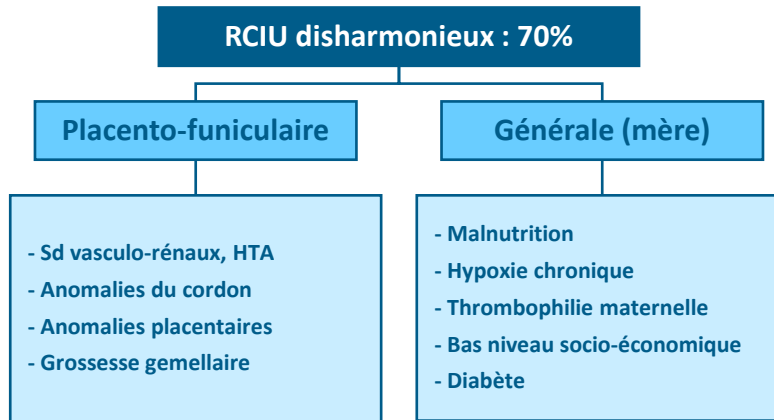 RCIU disharmonieux : 70%
Placento-funiculaire
- Sd vasculo-rénaux, HTA
- Anomalies du cordon
- Anomalies placentaires
- Grossesse gemellaire
Générale (mère)
- Malnutrition
- Hypoxie chronique
- Thrombophilie maternelle
- Bas niveau socio-économique
- Diabète